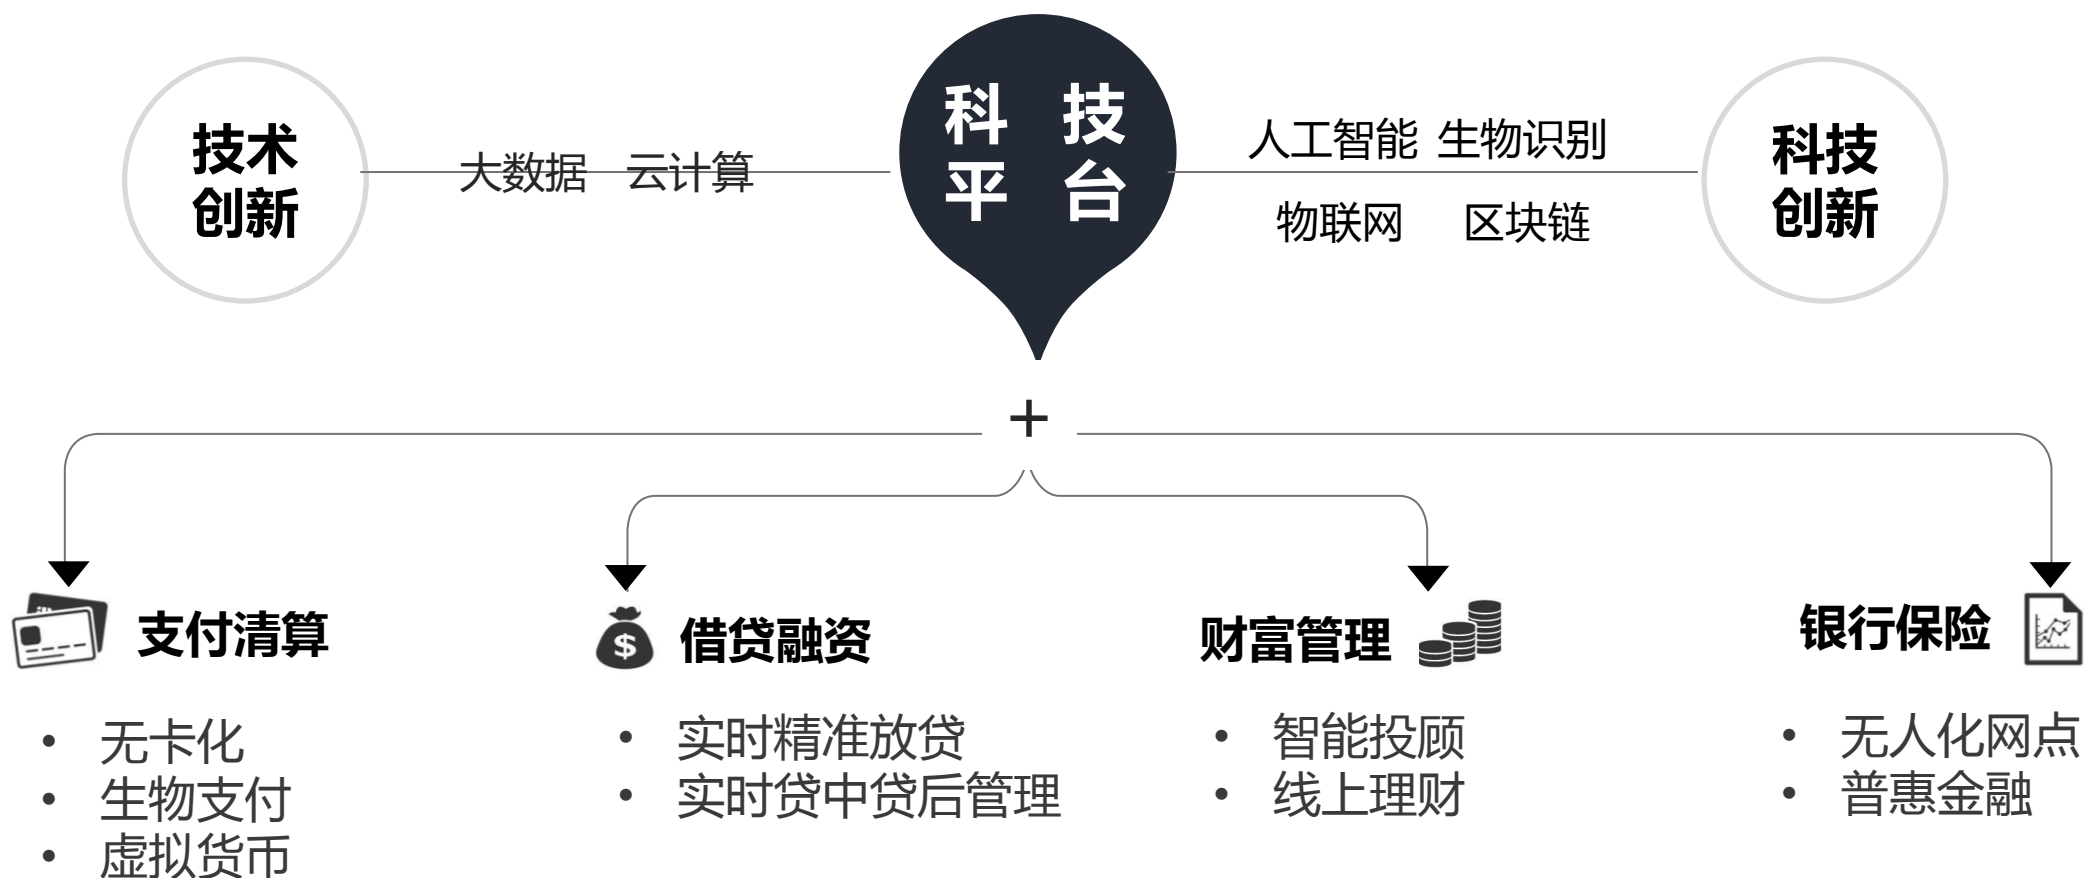 技术
创新
大数据 云计算
科 技
平 台
人工智能 生物识别
物联网 区块链
科技
创新
+
支付清算
• 无卡化
• 生物支付
• 虚拟货币
$
借贷融资
• 实时精准放贷
• 实时贷中贷后管理
财富管理
• 智能投顾
• 线上理财
银行保险
• 无人化网点
• 普惠金融